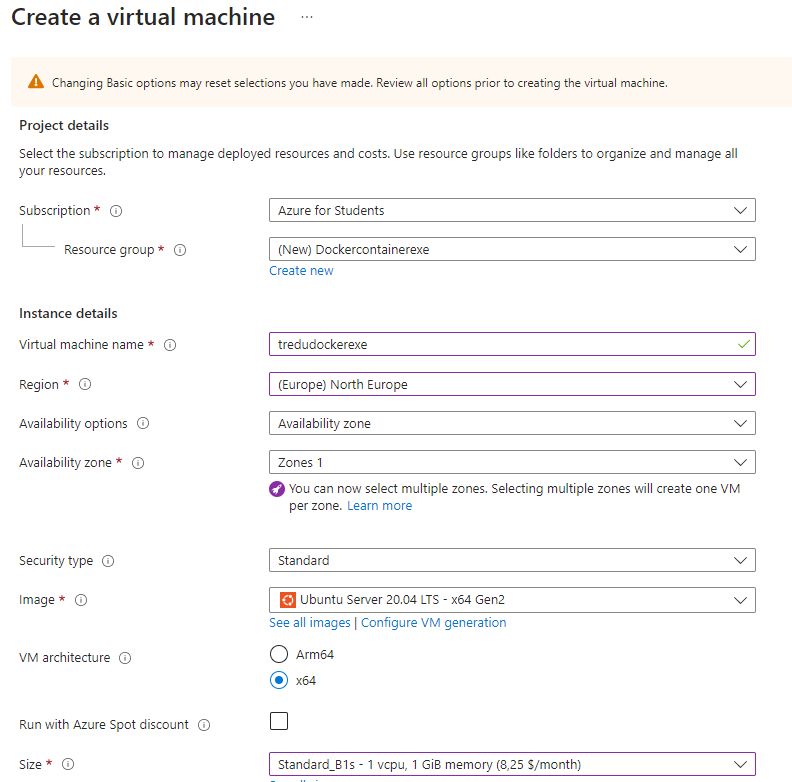 Create a virtual machine ...
Changing Basic options may reset selections you have made. Review all options prior to creating the virtual machine.
Project details
Select the subscription to manage deployed resources and costs. Use resource groups like folders to organize and manage all
your resources.
Subscription *
Azure for Students
Resource group *
(New) Dockercontainerexe
Create new
Instance details
Virtual machine name *
tredudockerexe
Region *
(Europe) North Europe
Availability options
Availability zone
Availability zone *
Zones 1
You can now select multiple zones. Selecting multiple zones will create one VM
per zone. Learn more
Security type
Standard
Image *
Ubuntu Server 20.04 LTS - x64 Gen2
See all images | Configure VM generation
VM architecture
Arm64
x64
Run with Azure Spot discount
Size *
Standard_B1s - 1 vcpu, 1 GiB memory (8,25 $/month)